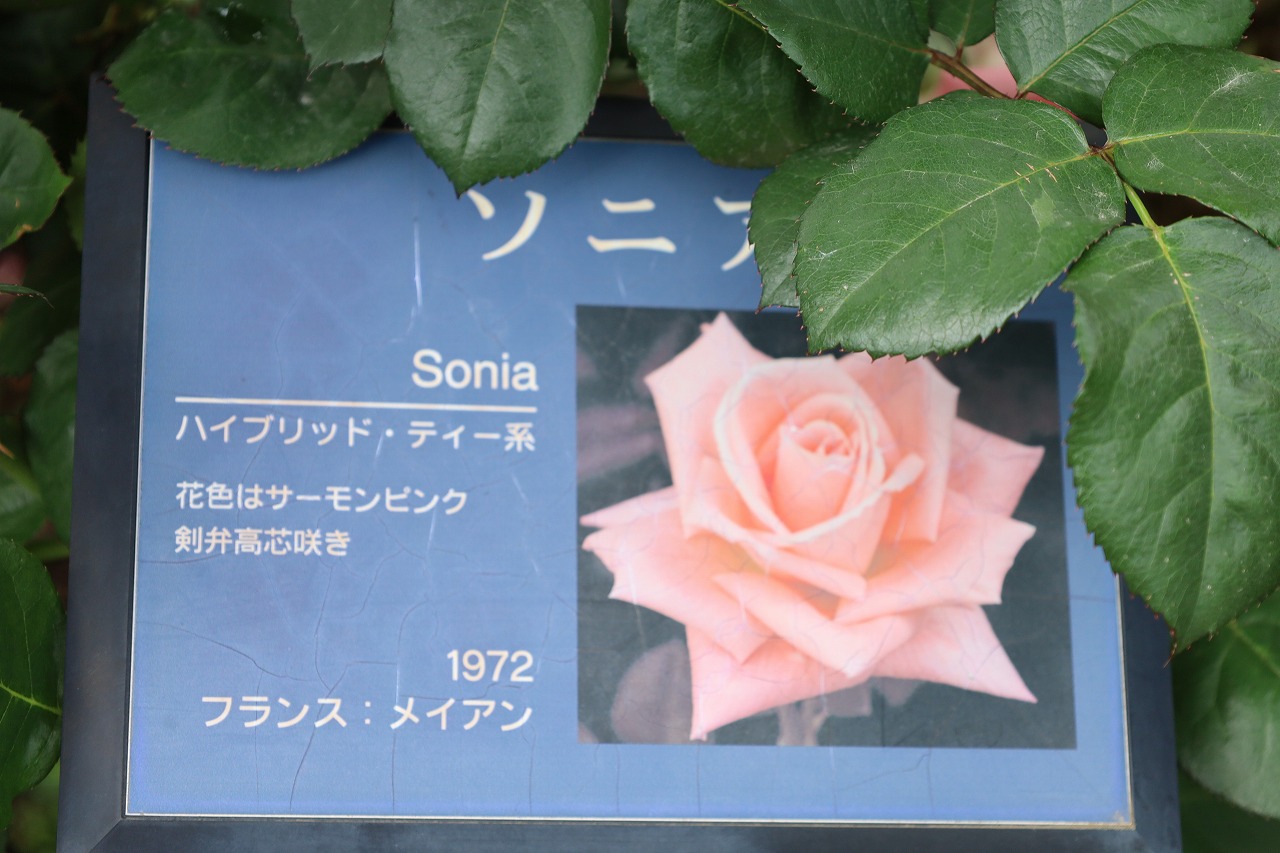 ソニア
Sonia
ハイブリッド・ティー系
花色はサーモンピンク
剣弁高芯咲き
1972
フランス：メイアン